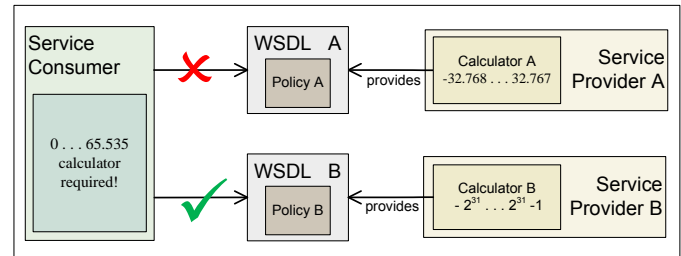 Service
Consumer
0 . . . 65.535
calculator
required!
WSDL A
Policy A
provides
Calculator A
-32.768 . . . 32.767
Service
Provider A
WSDL B
Policy B
provides
Calculator B
- 2³¹ . . . 2³¹ -1
Service
Provider B